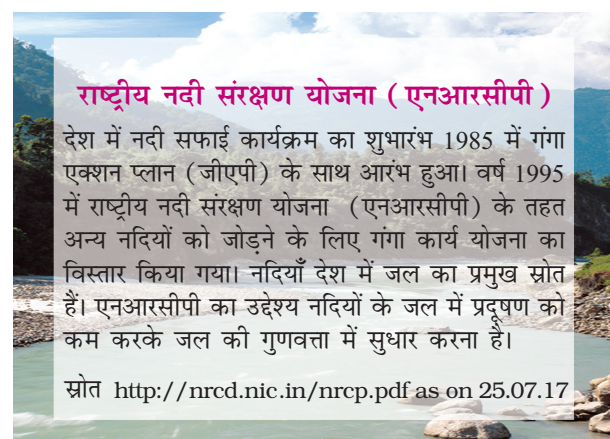 राष्ट्रीय नदी संरक्षण योजना ( एनआरसीपी )
देश में नदी सफाई कार्यक्रम का शुभारंभ 1985 में गंगा
एक्शन प्लान (जीएपी) के साथ आरंभ हुआ। वर्ष 1995
में राष्ट्रीय नदी संरक्षण योजना (एनआरसीपी) के तहत
अन्य नदियों को जोड़ने के लिए गंगा कार्य योजना का
विस्तार किया गया। नदियाँ देश में जल का प्रमुख स्रोत
हैं। एनआरसीपी का उद्देश्य नदियों के जल में प्रदूषण को
कम करके जल की गुणवत्ता में सुधार करना है।
स्रोत http://nrcd.nic.in/nrcp.pdf as on 25.07.17